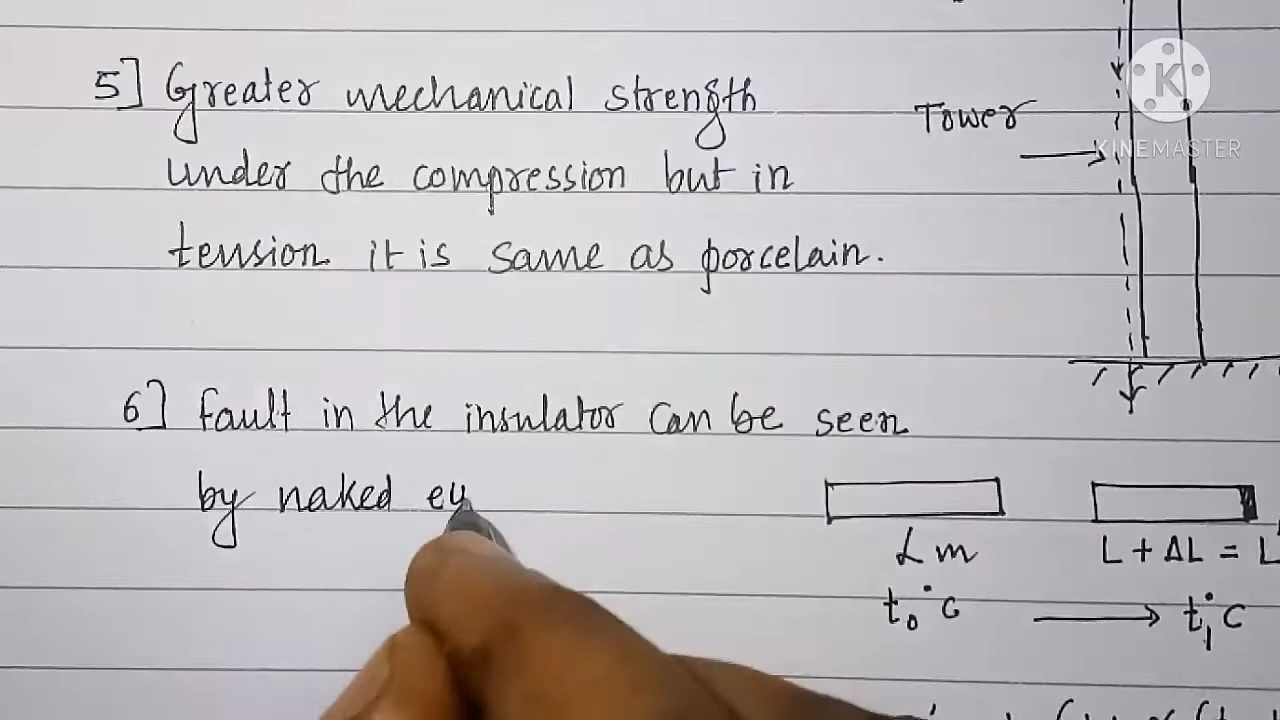 5] Greater mechanical strength
under the compression but in
tension it is same as porcelain.
6] Fault in the insulator can be seen
by naked ey
Tower
K
KINEMASTER
L m
L + ΔL = L'
t₀°C
t₁°C